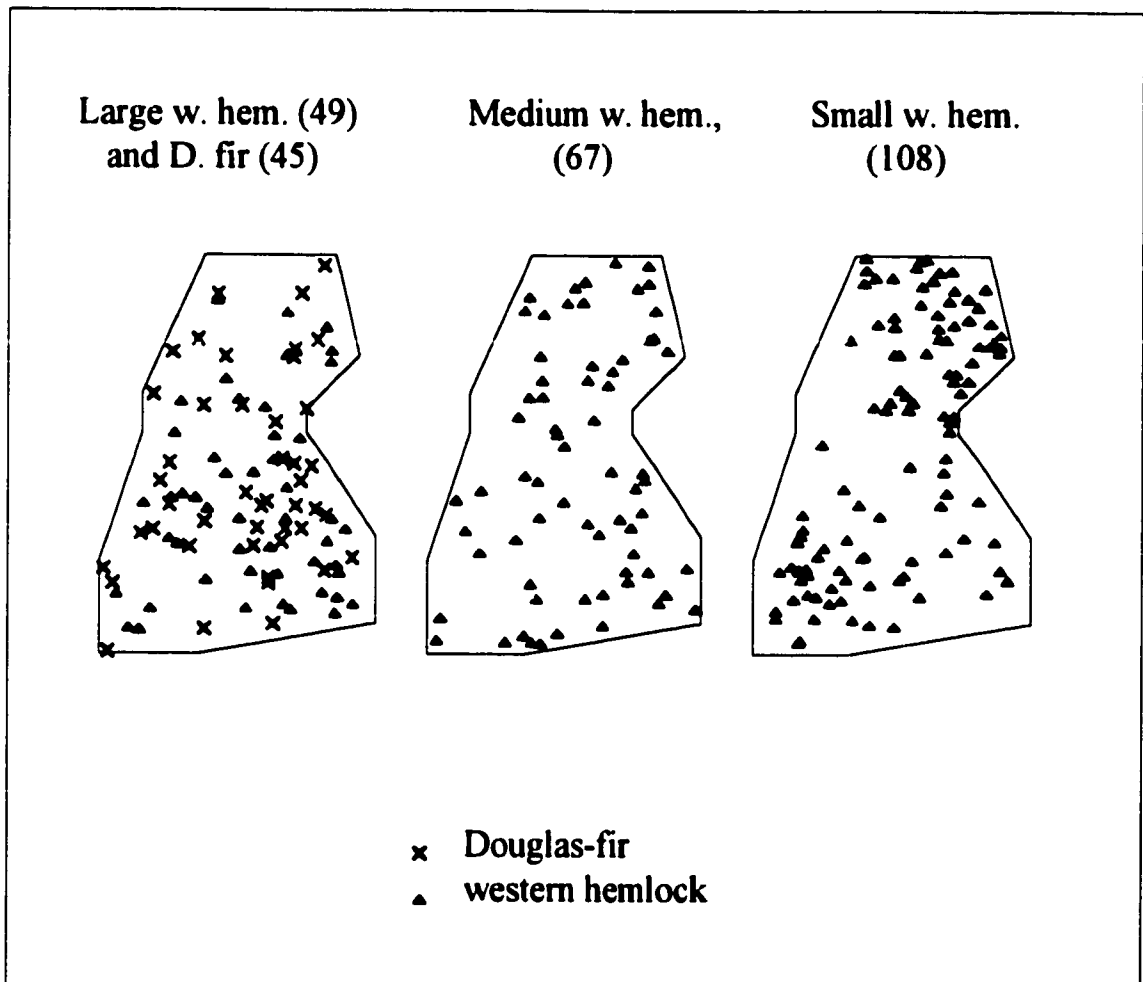 Large w. hem. (49)
and D. fir (45)
Medium w. hem.,
(67)
Small w. hem.
(108)
Douglas-fir
western hemlock